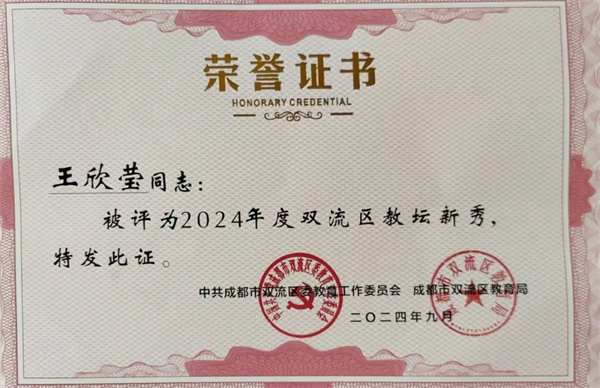 荣誉证书
HONORARY CREDENTIAL
王欣莹同志：
被评为2024年度双流区教坛新秀，
特发此证。
中共成都市双流区委教育工作委员会 成都市双流区教育局
二〇二四年九月